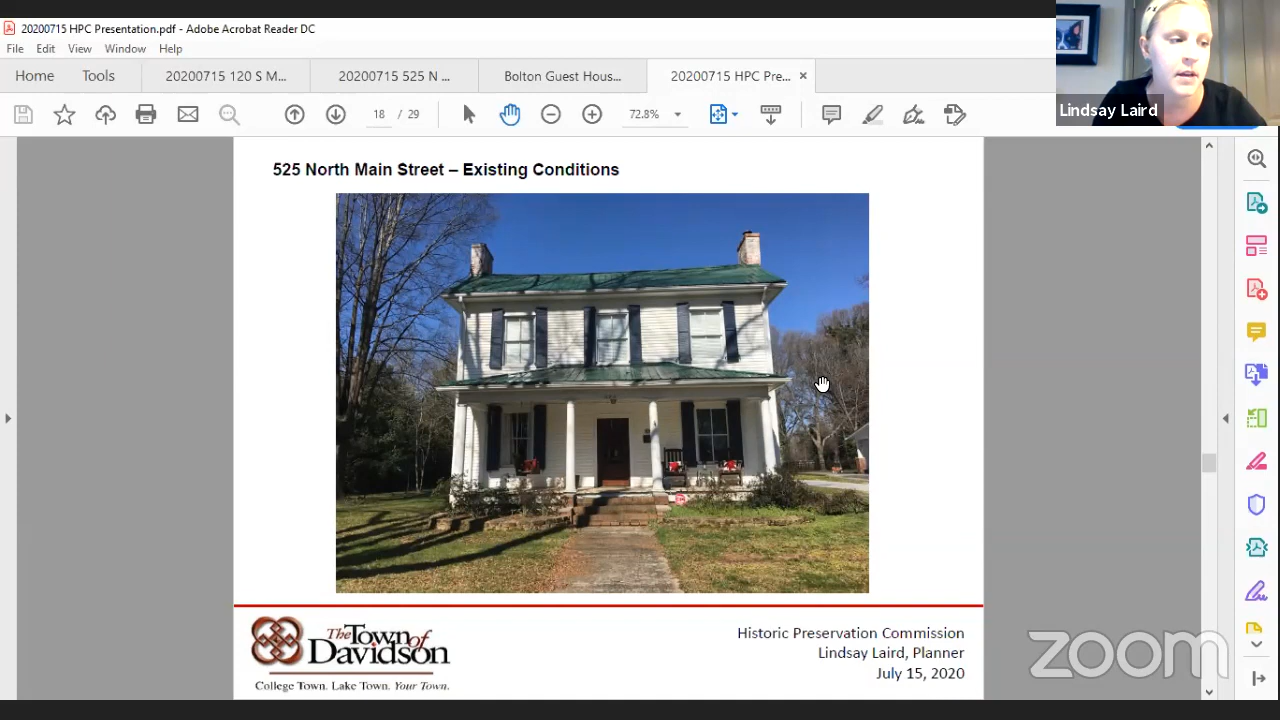 20200715 HPC Presentation.pdf - Adobe Acrobat Reader DC
File Edit View Window Help
Home Tools 20200715 120 S M... 20200715 525 N ... Bolton Guest Hous... 20200715 HPC Pre... ×
18 / 29 72.8%
Lindsay Laird
525 North Main Street – Existing Conditions
The Town of
Davidson
College Town. Lake Town. Your Town.
Historic Preservation Commission
Lindsay Laird, Planner
July 15, 2020
zoom